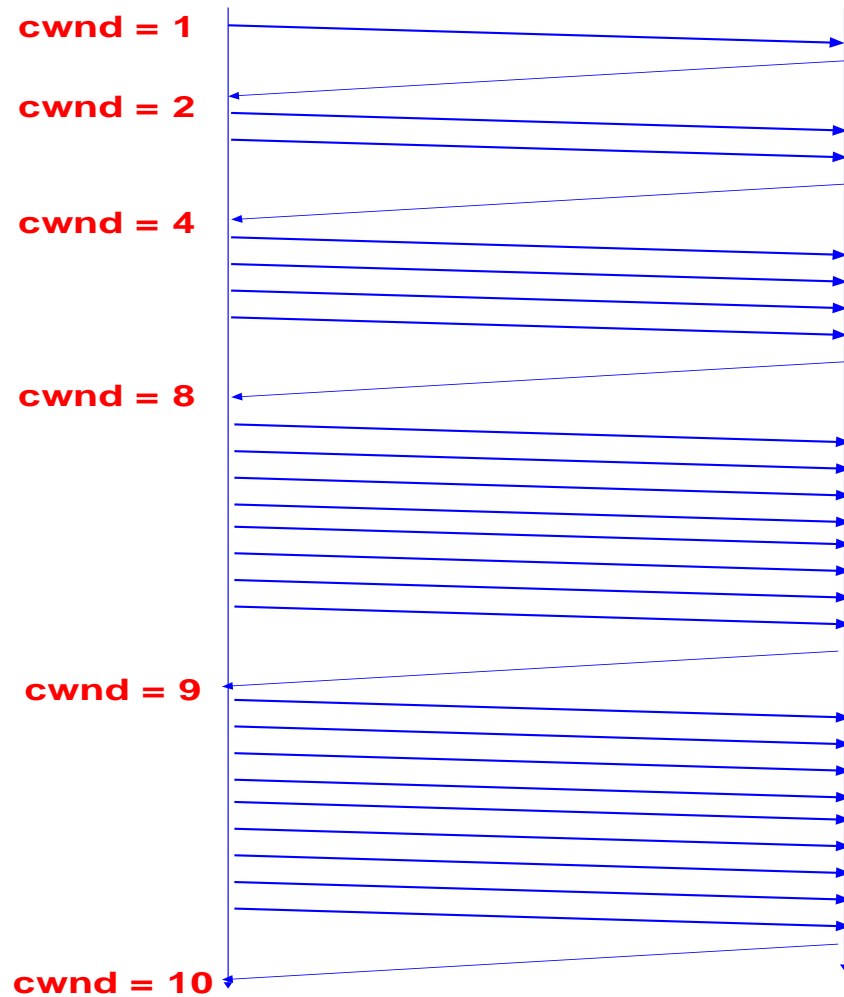 cwnd = 1
cwnd = 2
cwnd = 4
cwnd = 8
cwnd = 9
cwnd = 10